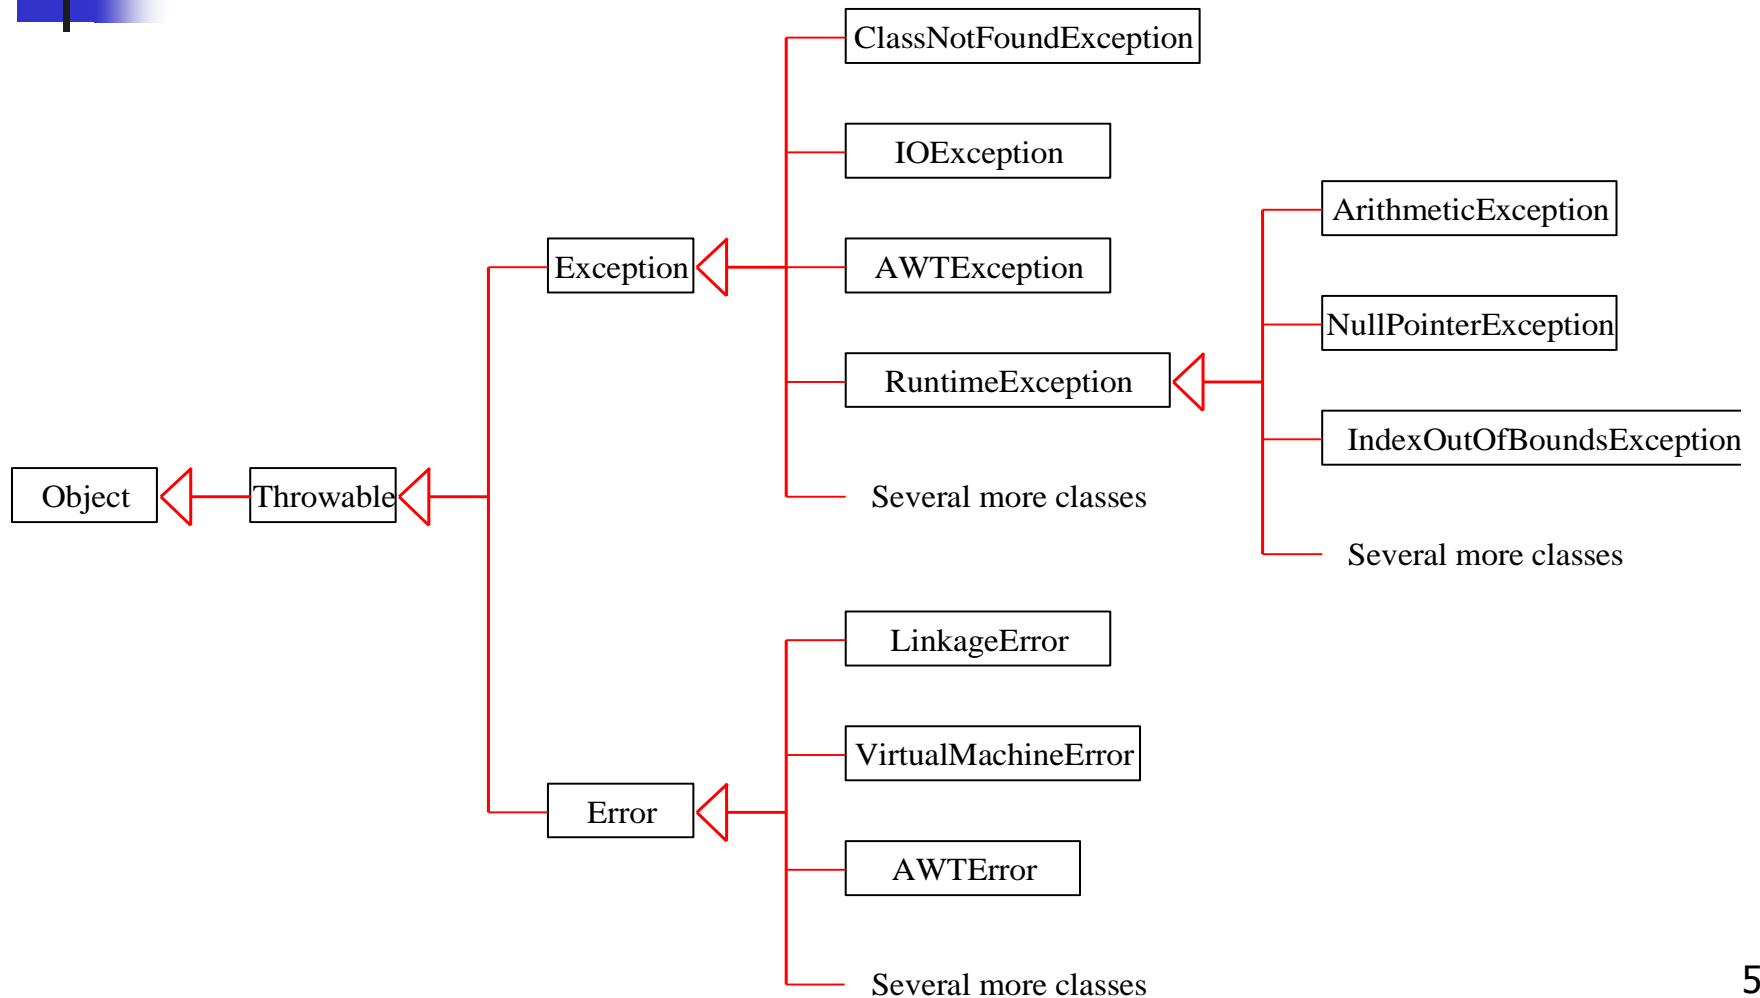 ClassNotFoundException
IOException
ArithmeticException
Exception
AWTException
NullPointerException
RuntimeException
IndexOutOfBoundsException
Object
Throwable
Several more classes
Several more classes
LinkageError
VirtualMachineError
Error
AWTError
Several more classes
5